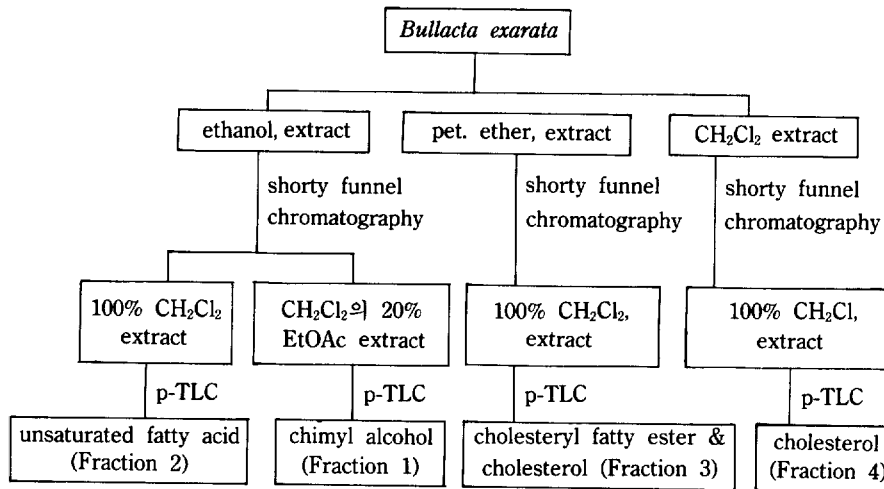 Bullacta exarata
ethanol, extract
pet. ether, extract
CH₂Cl₂ extract
shorty funnel
chromatography
shorty funnel
chromatography
shorty funnel
chromatography
100% CH₂Cl₂
extract
CH₂Cl₂의 20%
EtOAc extract
100% CH₂Cl₂,
extract
100% CH₂Cl,
extract
p-TLC
p-TLC
p-TLC
p-TLC
unsaturated fatty acid
(Fraction 2)
chimyl alcohol
(Fraction 1)
cholesteryl fatty ester &
cholesterol (Fraction 3)
cholesterol
(Fraction 4)